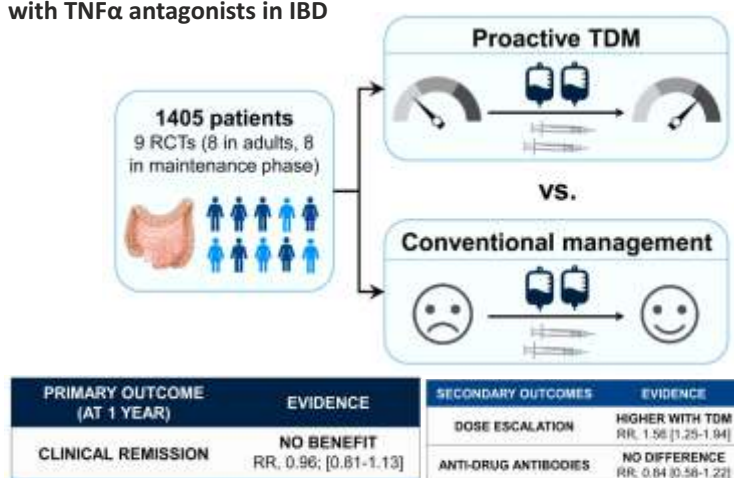 with TNFα antagonists in IBD
1405 patients
9 RCTs (8 in adults, 8
in maintenance phase)
Proactive TDM
vs.
Conventional management
PRIMARY OUTCOME
(AT 1 YEAR)
EVIDENCE
CLINICAL REMISSION
NO BENEFIT
RR, 0.96; [0.81-1.13]
SECONDARY OUTCOMES
EVIDENCE
DOSE ESCALATION
HIGHER WITH TDM
RR, 1.56 [1.25-1.94]
ANTI-DRUG ANTIBODIES
NO DIFFERENCE
RR; 0.84 [0.58-1.22]